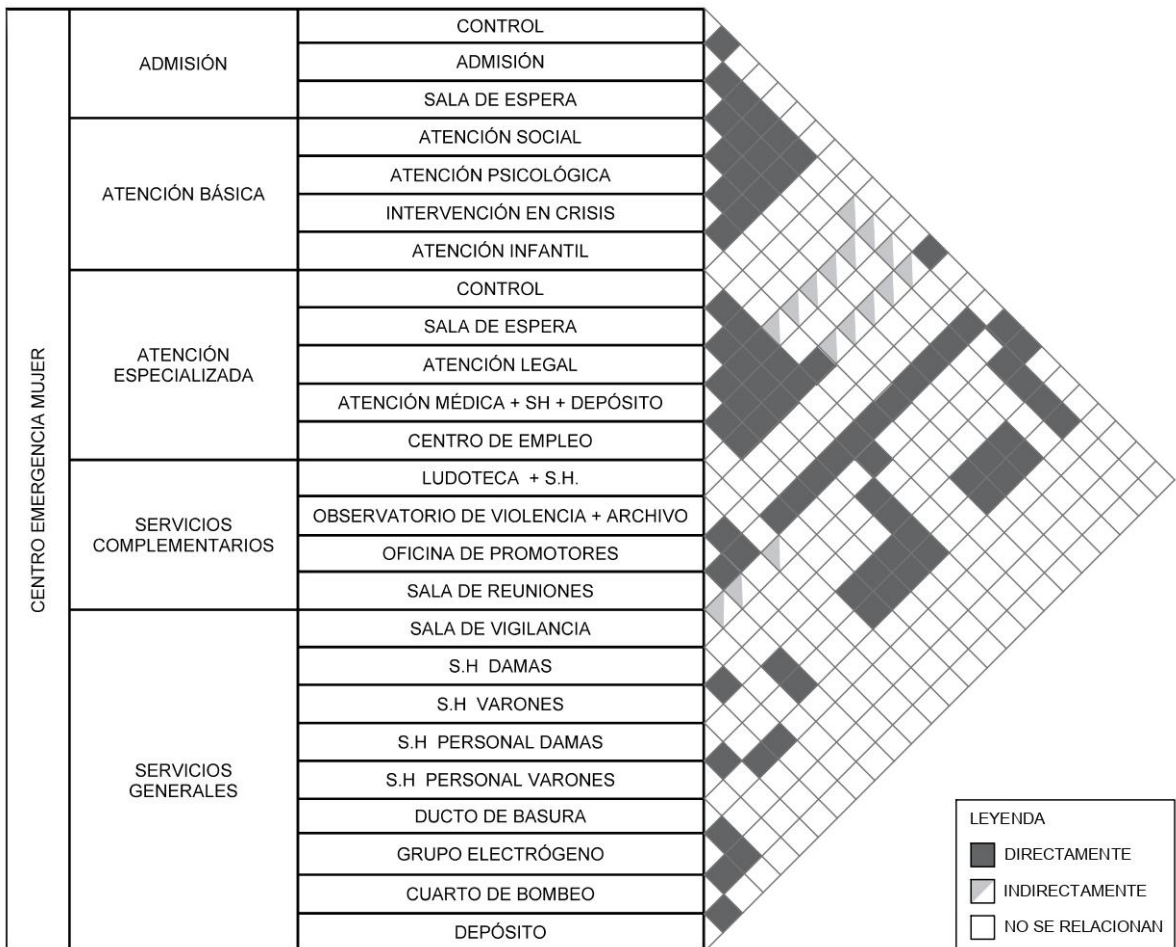 CENTRO EMERGENCIA MUJER
ADMISIÓN
CONTROL
ADMISIÓN
SALA DE ESPERA
ATENCIÓN BÁSICA
ATENCIÓN SOCIAL
ATENCIÓN PSICOLÓGICA
INTERVENCIÓN EN CRISIS
ATENCIÓN INFANTIL
ATENCIÓN
ESPECIALIZADA
CONTROL
SALA DE ESPERA
ATENCIÓN LEGAL
ATENCIÓN MÉDICA + SH + DEPÓSITO
CENTRO DE EMPLEO
SERVICIOS
COMPLEMENTARIOS
LUDOTECA + S.H.
OBSERVATORIO DE VIOLENCIA + ARCHIVO
OFICINA DE PROMOTORES
SALA DE REUNIONES
SERVICIOS
GENERALES
SALA DE VIGILANCIA
S.H DAMAS
S.H VARONES
S.H PERSONAL DAMAS
S.H PERSONAL VARONES
DUCTO DE BASURA
GRUPO ELECTRÓGENO
CUARTO DE BOMBEO
DEPÓSITO
LEYENDA
DIRECTAMENTE
INDIRECTAMENTE
NO SE RELACIONAN